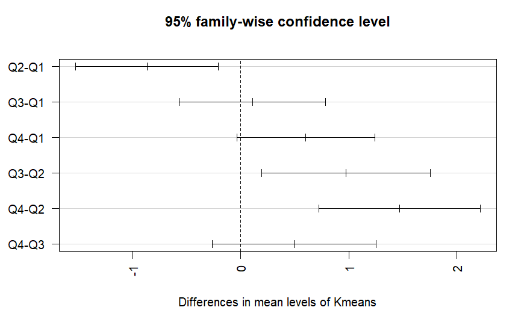 95% family-wise confidence level
Q2-Q1
Q3-Q1
Q4-Q1
Q3-Q2
Q4-Q2
Q4-Q3
-1 0 1 2
Differences in mean levels of Kmeans